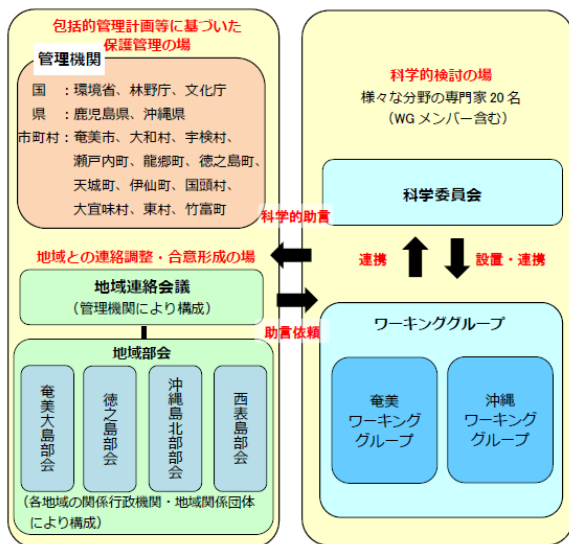 包括的管理計画等に基づいた
保護管理の場
管理機関
国　：環境省、林野庁、文化庁
県　：鹿児島県、沖縄県
市町村：奄美市、大和村、宇検村、
瀬戸内町、龍郷町、徳之島町、
天城町、伊仙町、国頭村、
大宜味村、東村、竹富町
地域との連絡調整・合意形成の場
地域連絡会議
（管理機関により構成）
地域部会
奄美大島部会
徳之島部会
沖縄島北部部会
西表島部会
（各地域の関係行政機関・地域関係団体
により構成）
科学的助言
助言依頼
科学的検討の場
様々な分野の専門家 20 名
（WG メンバー含む）
科学委員会
連携
設置・連携
ワーキンググループ
奄美
ワーキング
グループ
沖縄
ワーキング
グループ